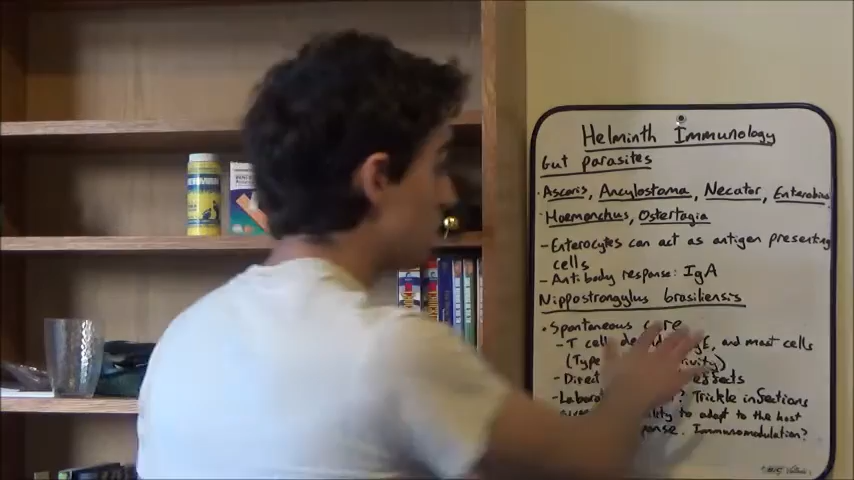 Helminth Immunology
Gut parasites
• Ascaris, Ancylostoma, Necator, Enterobius
• Haemonchus, Ostertagia
- Enterocytes can act as antigen presenting
cells
- Antibody response: IgA
Nippostrongylus brasiliensis
• Spontaneous cure
- T cell and mast cells
(Type
- Direct effects
- ? Trickle infections
to adapt to the host
response. Immunomodulation?